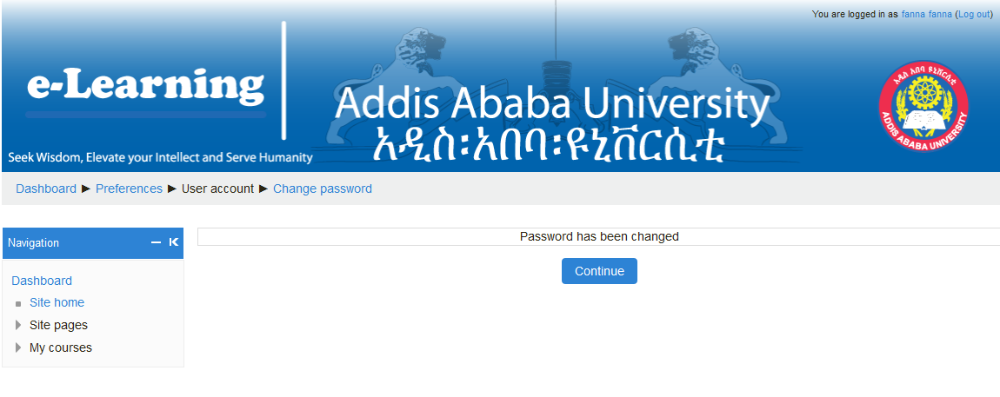 You are logged in as fanna fanna (Log out)
e-Learning
Addis Ababa University
አዲስ፡አበባ፡ዩኒቨርሲቲ
Seek Wisdom, Elevate your Intellect and Serve Humanity
አዲስ አበባ ዩኒቨርሲቲ
ADDIS ABABA UNIVERSITY
Dashboard ► Preferences ► User account ► Change password
Navigation
Dashboard
Site home
Site pages
My courses
Password has been changed
Continue